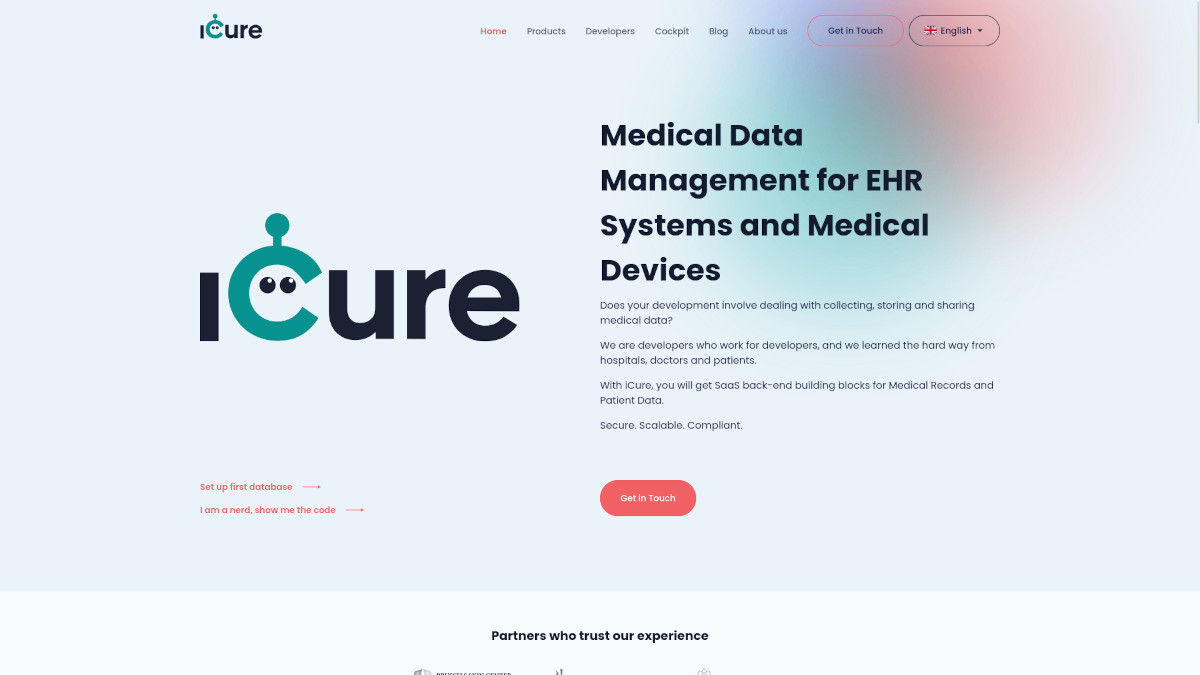 iCure
Home
Products
Developers
Cockpit
Blog
About us
Get in Touch
English
Medical Data
Management for EHR
Systems and Medical
Devices
iCure
Does your development involve dealing with collecting, storing and sharing
medical data?
We are developers who work for developers, and we learned the hard way from
hospitals, doctors and patients.
With iCure, you will get SaaS back-end building blocks for Medical Records and
Patient Data.
Secure. Scalable. Compliant.
Set up first database
I am a nerd, show me the code
Get in Touch
Partners who trust our experience